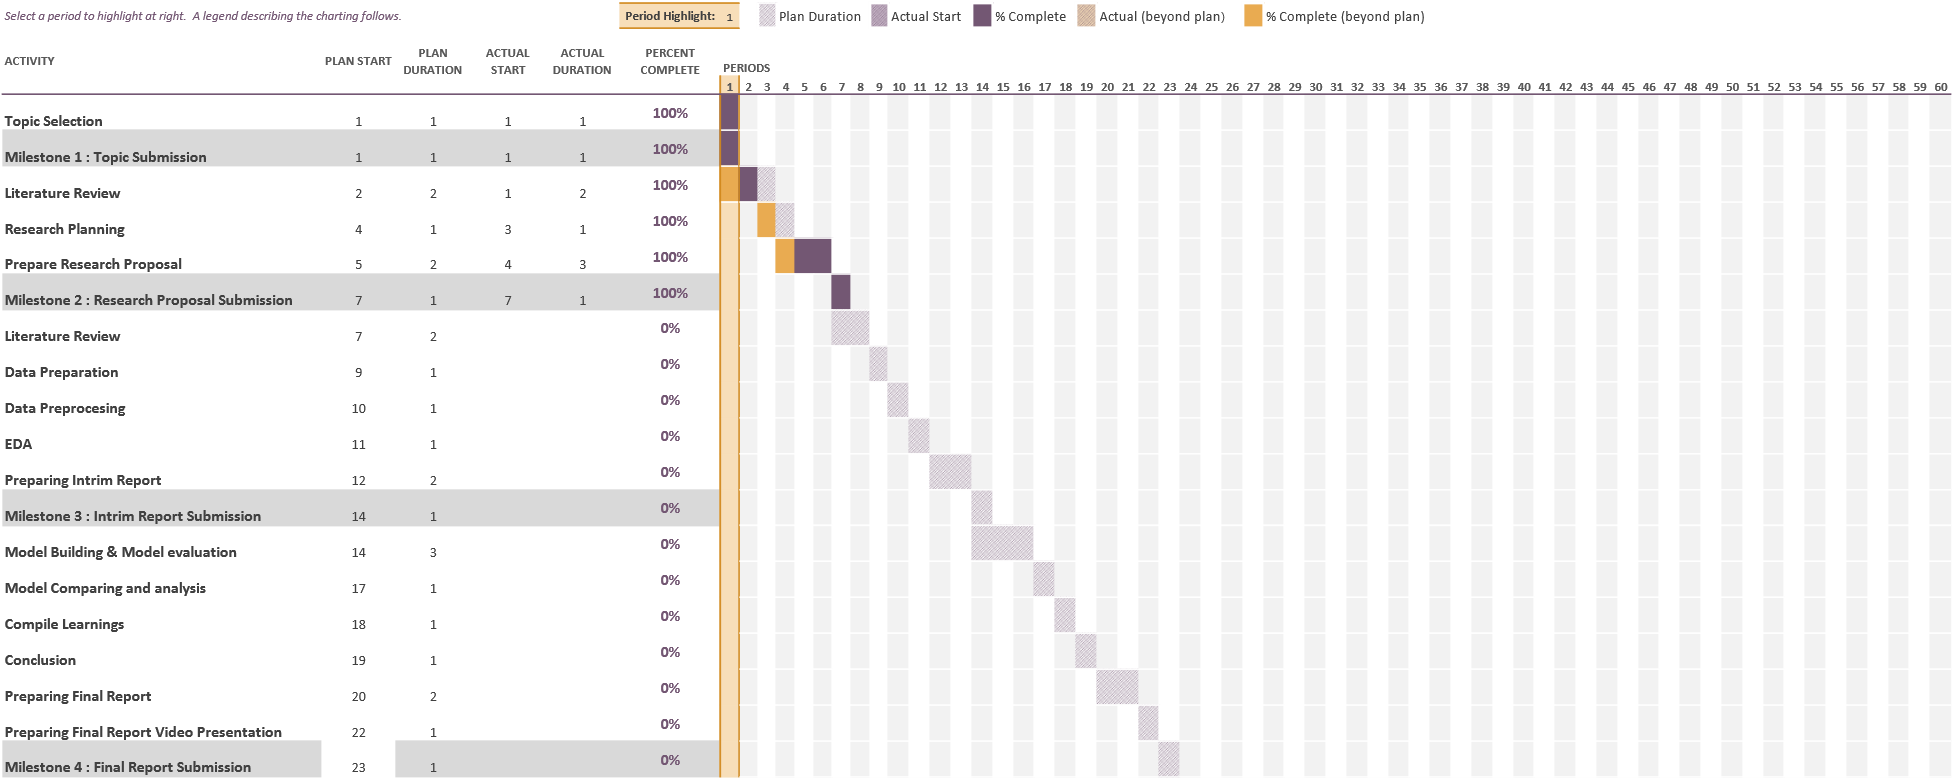 Select a period to highlight at right.  A legend describing the charting follows.
Period Highlight: 1
Plan Duration
Actual Start
% Complete
Actual (beyond plan)
% Complete (beyond plan)
ACTIVITY PLAN START PLAN DURATION ACTUAL START ACTUAL DURATION PERCENT COMPLETE PERIODS
1 2 3 4 5 6 7 8 9 10 11 12 13 14 15 16 17 18 19 20 21 22 23 24 25 26 27 28 29 30 31 32 33 34 35 36 37 38 39 40 41 42 43 44 45 46 47 48 49 50 51 52 53 54 55 56 57 58 59 60
Topic Selection 1 1 1 1 100%
Milestone 1 : Topic Submission 1 1 1 1 100%
Literature Review 2 2 1 2 100%
Research Planning 4 1 3 1 100%
Prepare Research Proposal 5 2 4 3 100%
Milestone 2 : Research Proposal Submission 7 1 7 1 100%
Literature Review 7 2 0%
Data Preparation 9 1 0%
Data Preprocesing 10 1 0%
EDA 11 1 0%
Preparing Intrim Report 12 2 0%
Milestone 3 : Intrim Report Submission 14 1 0%
Model Building & Model evaluation 14 3 0%
Model Comparing and analysis 17 1 0%
Compile Learnings 18 1 0%
Conclusion 19 1 0%
Preparing Final Report 20 2 0%
Preparing Final Report Video Presentation 22 1 0%
Milestone 4 : Final Report Submission 23 1 0%